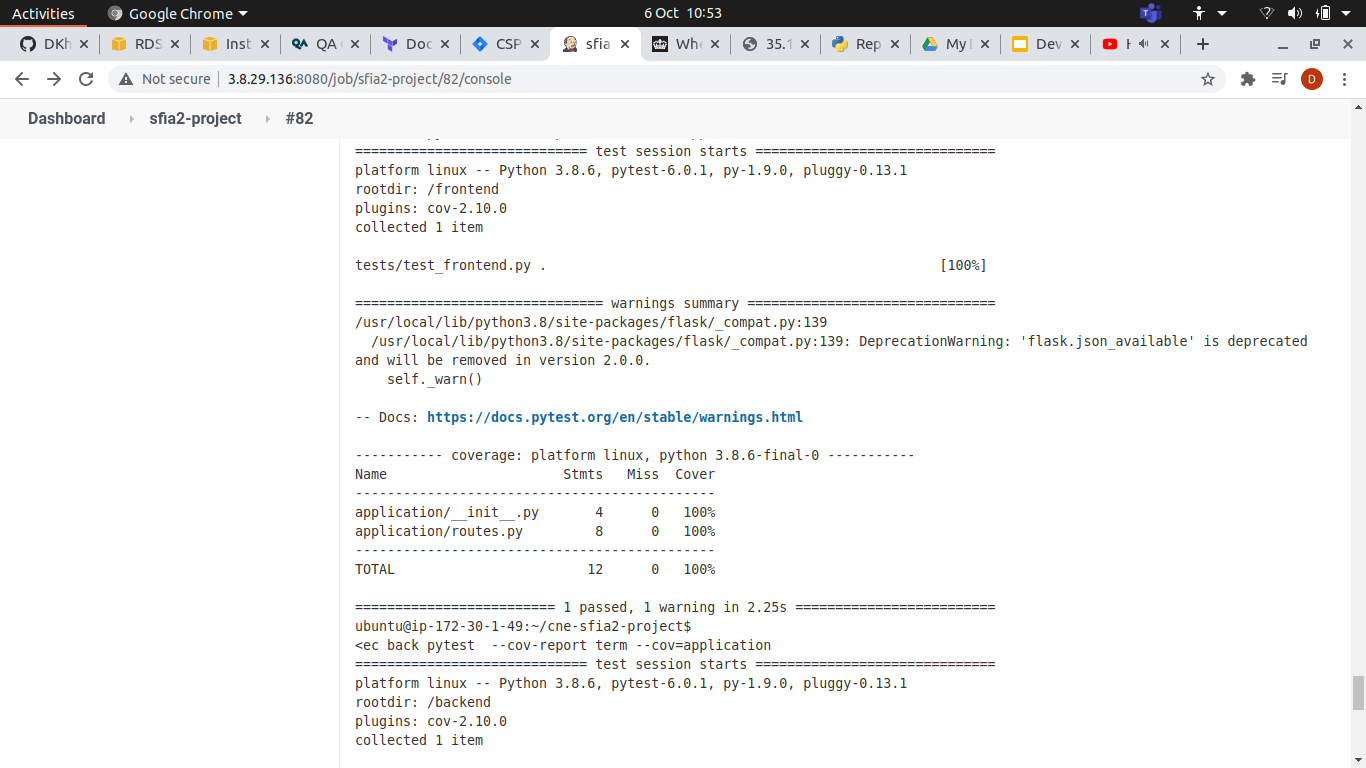 Activities
Google Chrome
6 Oct 10:53
DKh
RDS
Inst
QA
Doc
CSP
sfia
Whe
35.1
Rep
My
Dev
Not secure
3.8.29.136:8080/job/sfia2-project/82/console
D
Dashboard
sfia2-project
#82
============================= test session starts ==============================
platform linux -- Python 3.8.6, pytest-6.0.1, py-1.9.0, pluggy-0.13.1
rootdir: /frontend
plugins: cov-2.10.0
collected 1 item
tests/test_frontend.py . [100%]
=============================== warnings summary ===============================
/usr/local/lib/python3.8/site-packages/flask/_compat.py:139
/usr/local/lib/python3.8/site-packages/flask/_compat.py:139: DeprecationWarning: 'flask.json_available' is deprecated
and will be removed in version 2.0.0.
self._warn()
-- Docs: https://docs.pytest.org/en/stable/warnings.html
----------- coverage: platform linux, python 3.8.6-final-0 -----------
Name Stmts Miss Cover
---------------------------------------------
application/__init__.py 4 0 100%
application/routes.py 8 0 100%
---------------------------------------------
TOTAL 12 0 100%
========================= 1 passed, 1 warning in 2.25s =========================
ubuntu@ip-172-30-1-49:~/cne-sfia2-project$
<ec back pytest --cov-report term --cov=application
============================= test session starts ==============================
platform linux -- Python 3.8.6, pytest-6.0.1, py-1.9.0, pluggy-0.13.1
rootdir: /backend
plugins: cov-2.10.0
collected 1 item